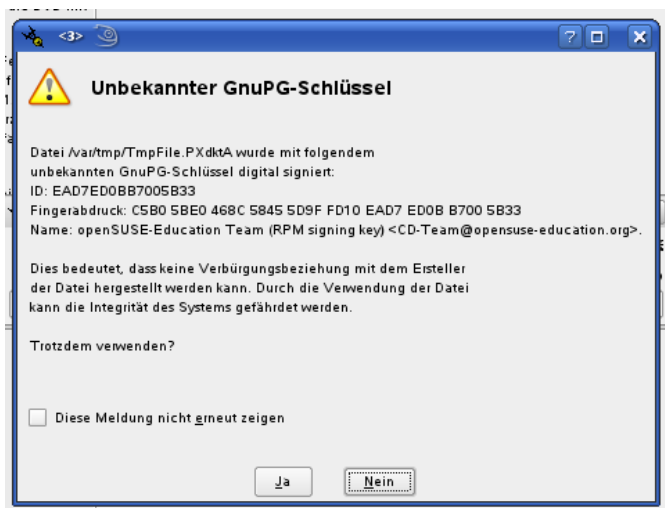 <3>
Unbekannter GnuPG-Schlüssel
Datei /var/tmp/TmpFile.PXdktA wurde mit folgendem
unbekannten GnuPG-Schlüssel digital signiert:
ID: EAD7ED0BB7005B33
Fingerabdruck: C5B0 5BE0 468C 5845 5D9F FD10 EAD7 ED0B B700 5B33
Name: openSUSE-Education Team (RPM signing key) <CD-Team@opensuse-education.org>.
Dies bedeutet, dass keine Verbürgungsbeziehung mit dem Ersteller
der Datei hergestellt werden kann. Durch die Verwendung der Datei
kann die Integrität des Systems gefährdet werden.
Trotzdem verwenden?
Diese Meldung nicht erneut zeigen
Ja Nein